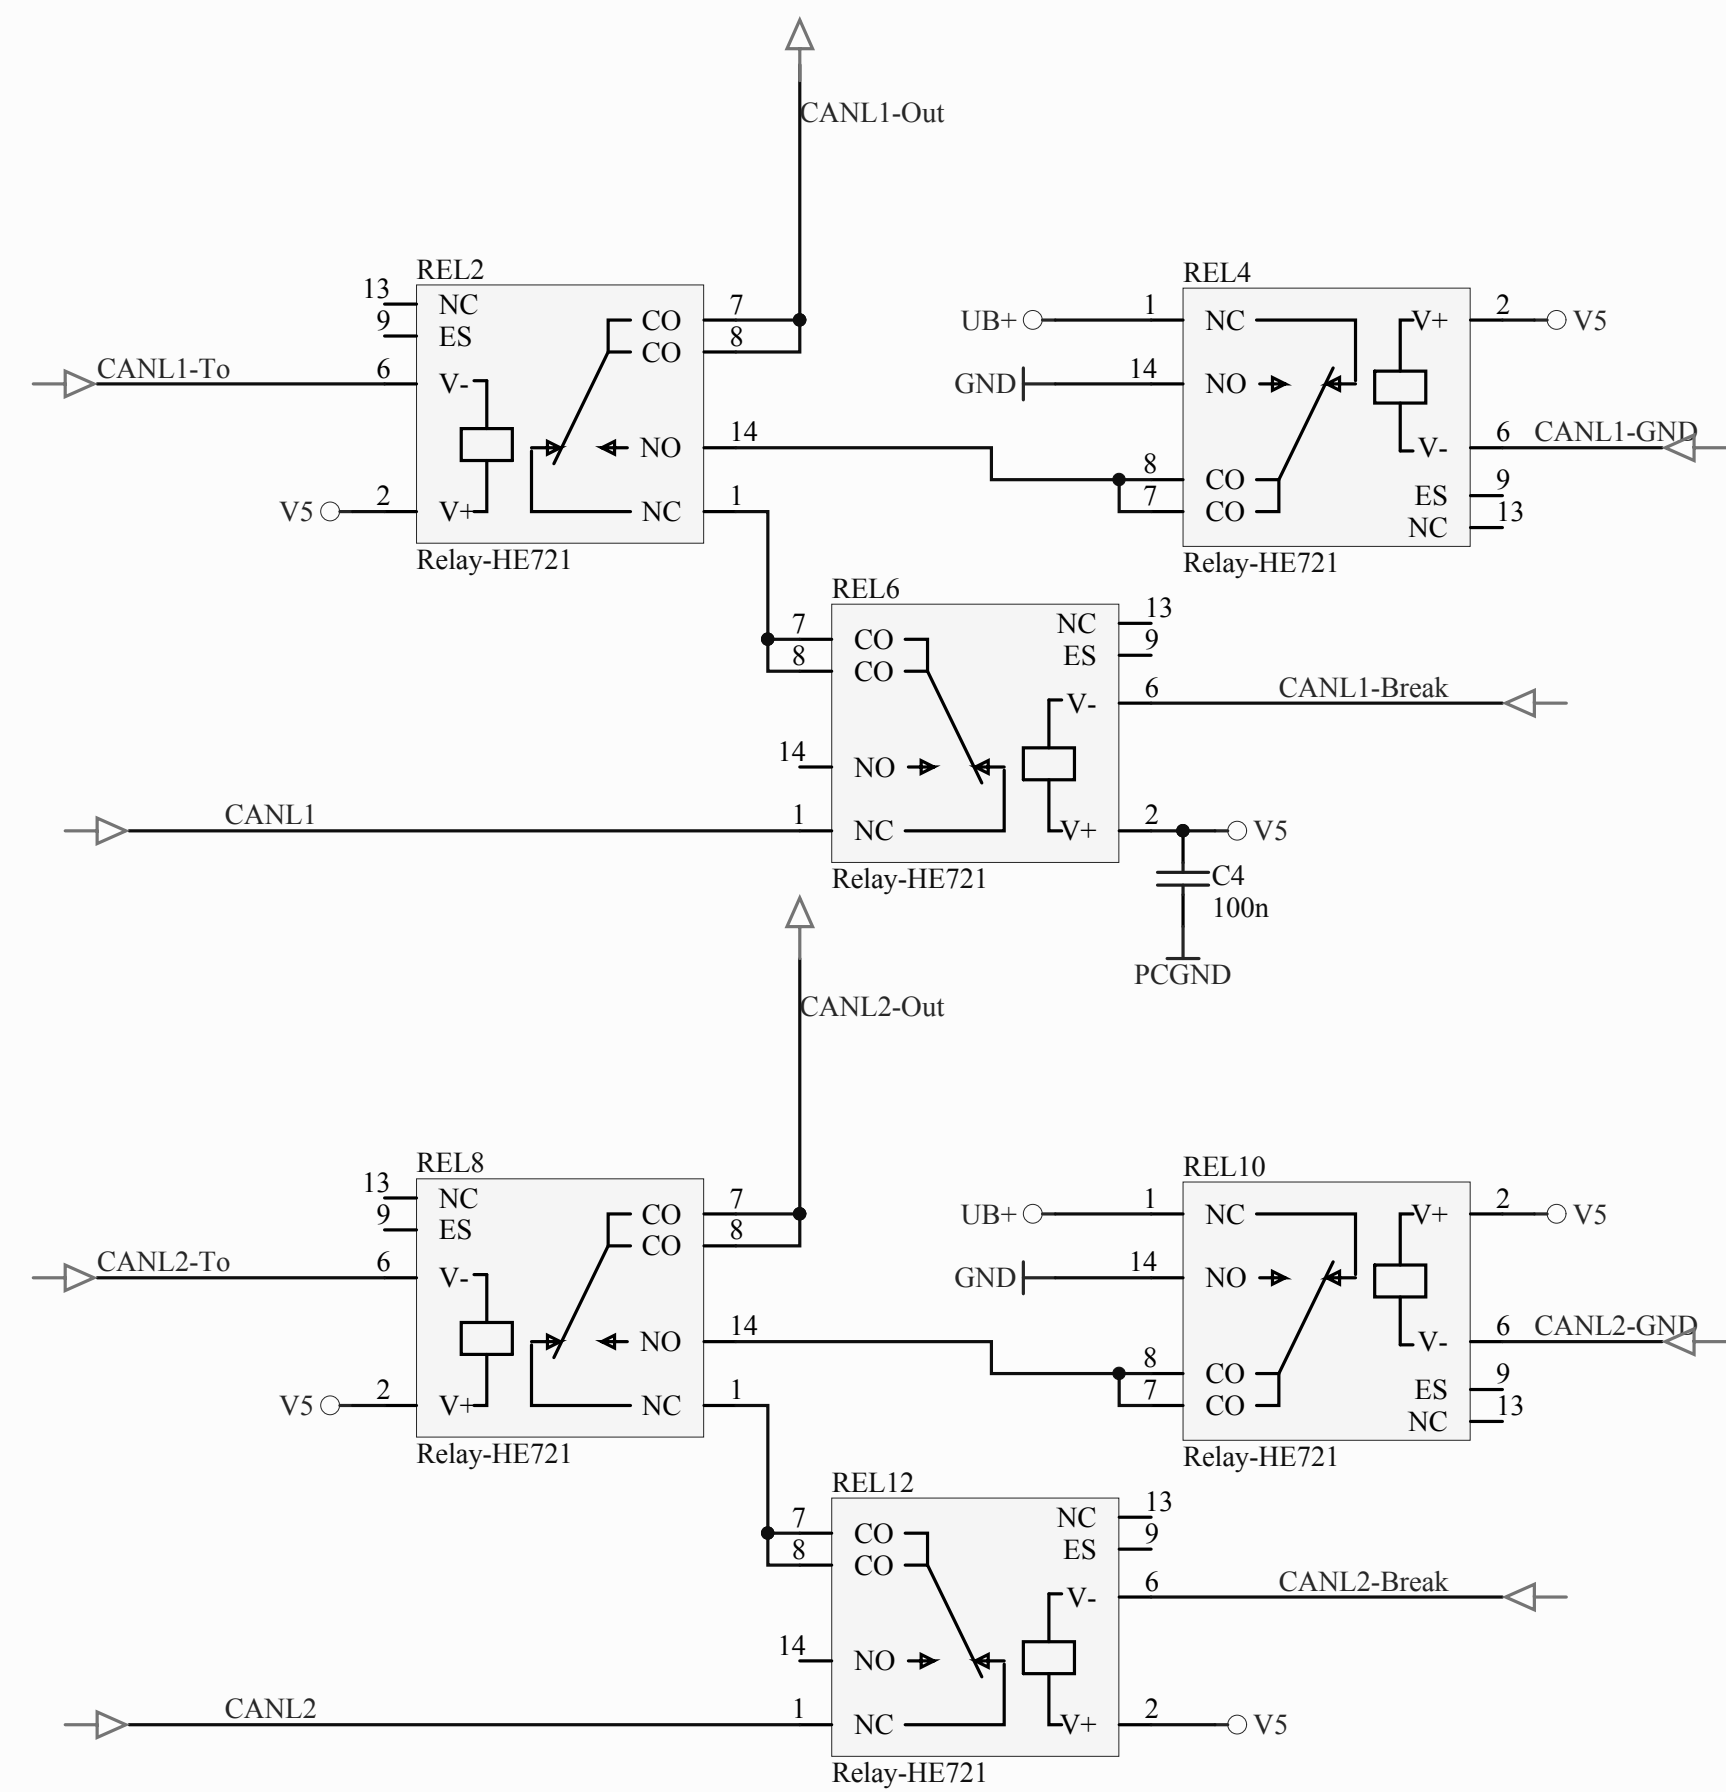 CANL1-Out
REL2
13 NC
9 ES
CANL1-To 6 V-
V5 2 V+
CO 7
CO 8
NO 14
NC 1
Relay-HE721
REL4
UB+ 1 NC
GND 14 NO
8 CO
7 CO
V+ 2 V5
V- 6 CANL1-GND
ES 9
NC 13
Relay-HE721
REL6
7 CO
8 CO
14 NO
CANL1 1 NC
NC 13
ES 9
V- 6 CANL1-Break
V+ 2 V5
Relay-HE721
C4
100n
PCGND
CANL2-Out
REL8
13 NC
9 ES
CANL2-To 6 V-
V5 2 V+
CO 7
CO 8
NO 14
NC 1
Relay-HE721
REL10
UB+ 1 NC
GND 14 NO
8 CO
7 CO
V+ 2 V5
V- 6 CANL2-GND
ES 9
NC 13
Relay-HE721
REL12
7 CO
8 CO
14 NO
CANL2 1 NC
NC 13
ES 9
V- 6 CANL2-Break
V+ 2 V5
Relay-HE721